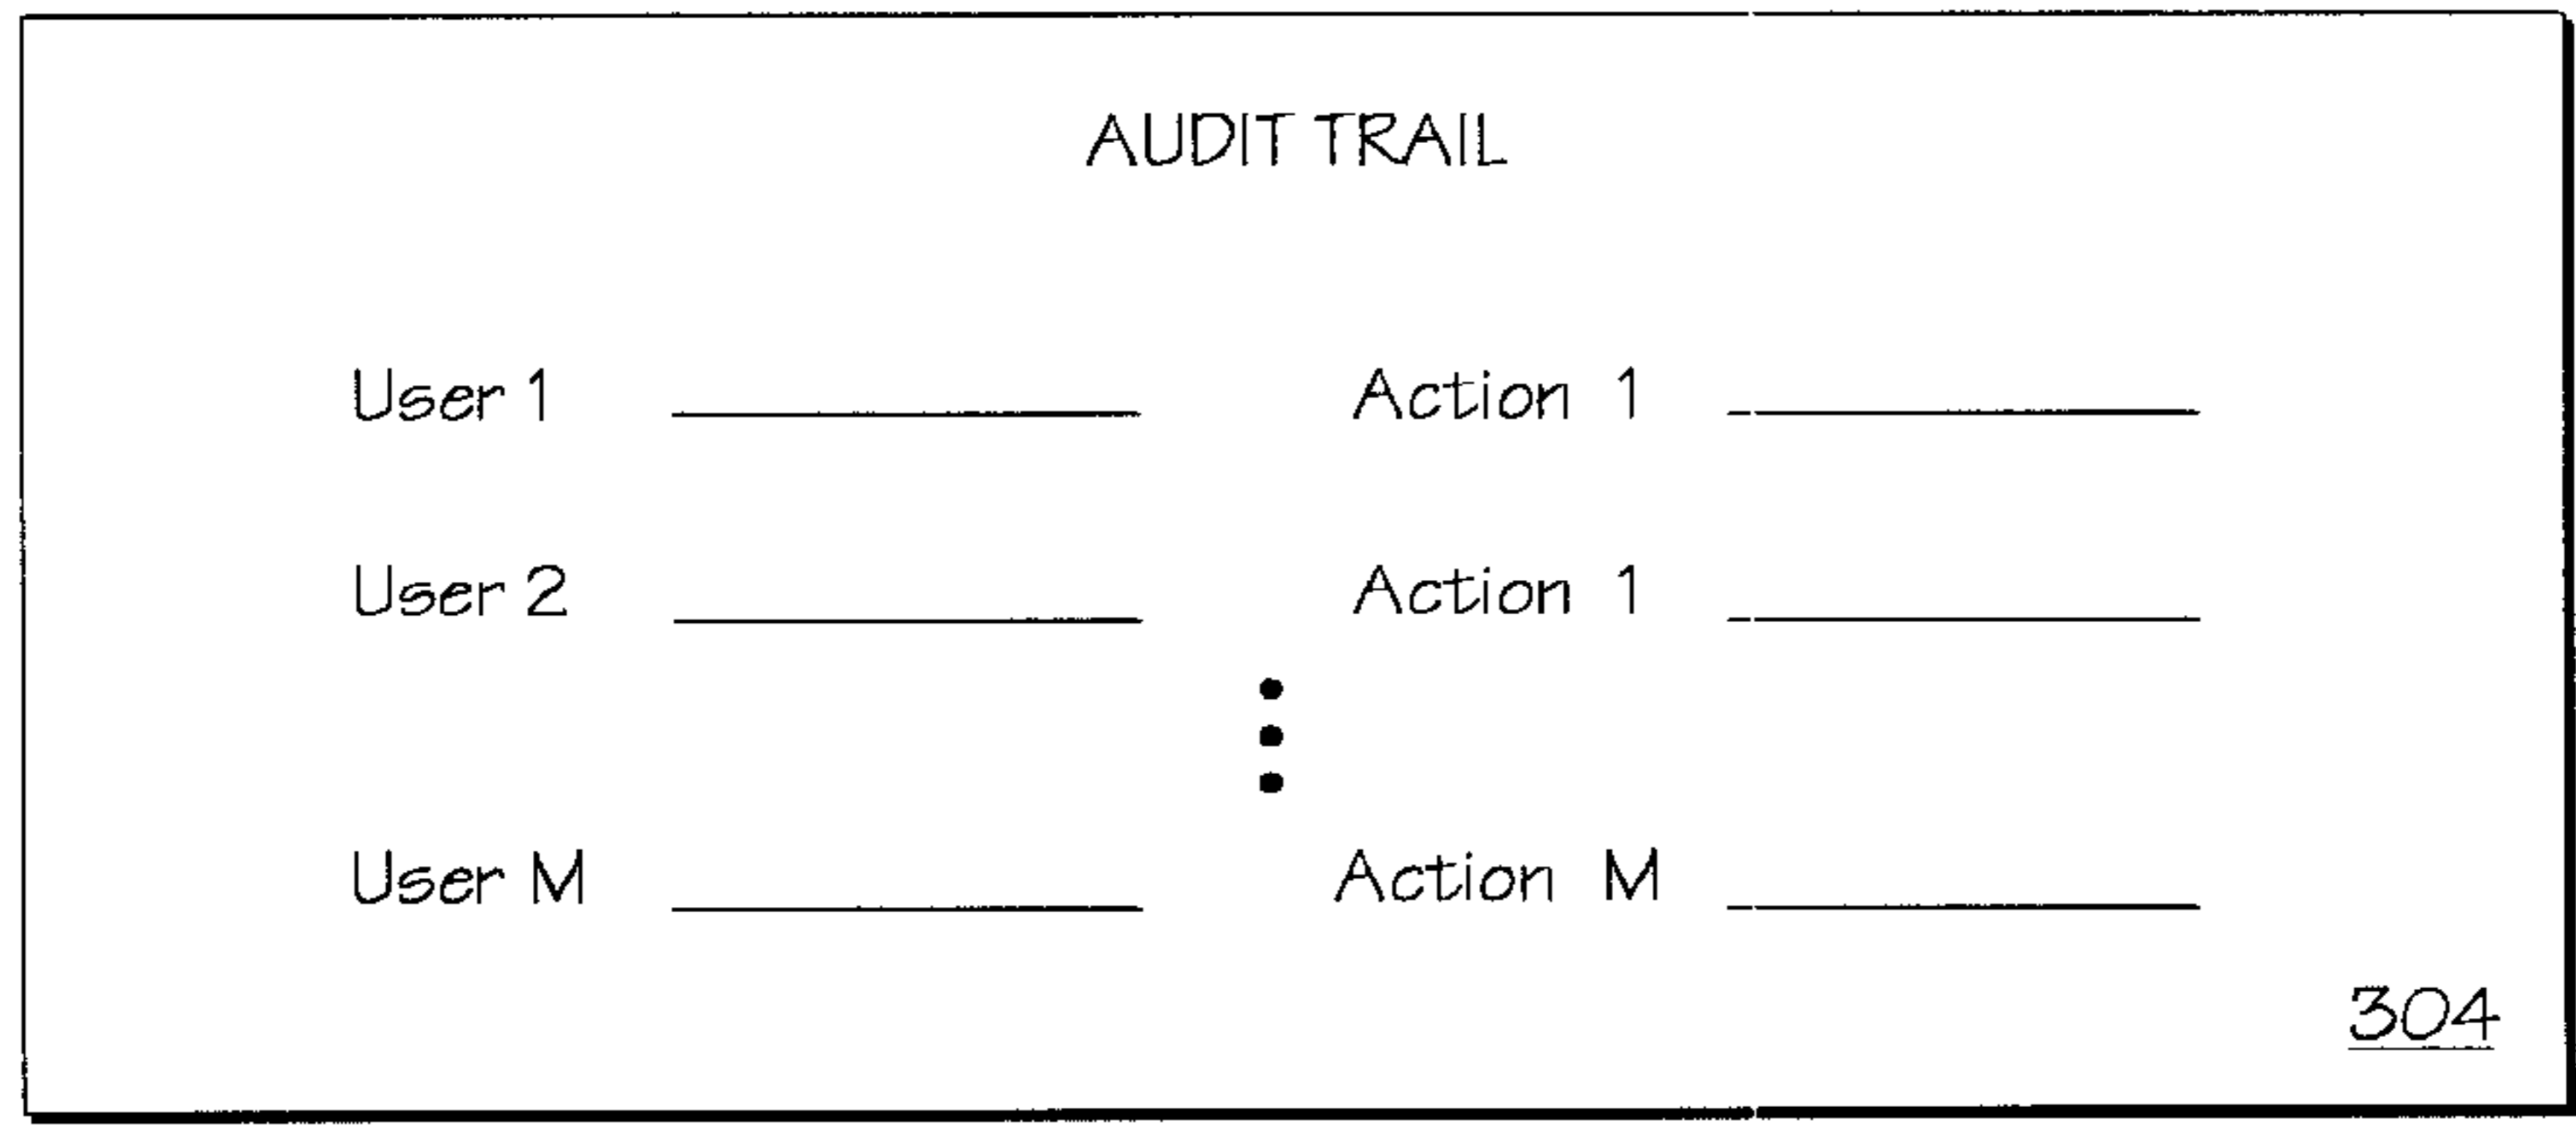 AUDIT TRAIL
User 1 Action 1
User 2 Action 1
User M Action M
304